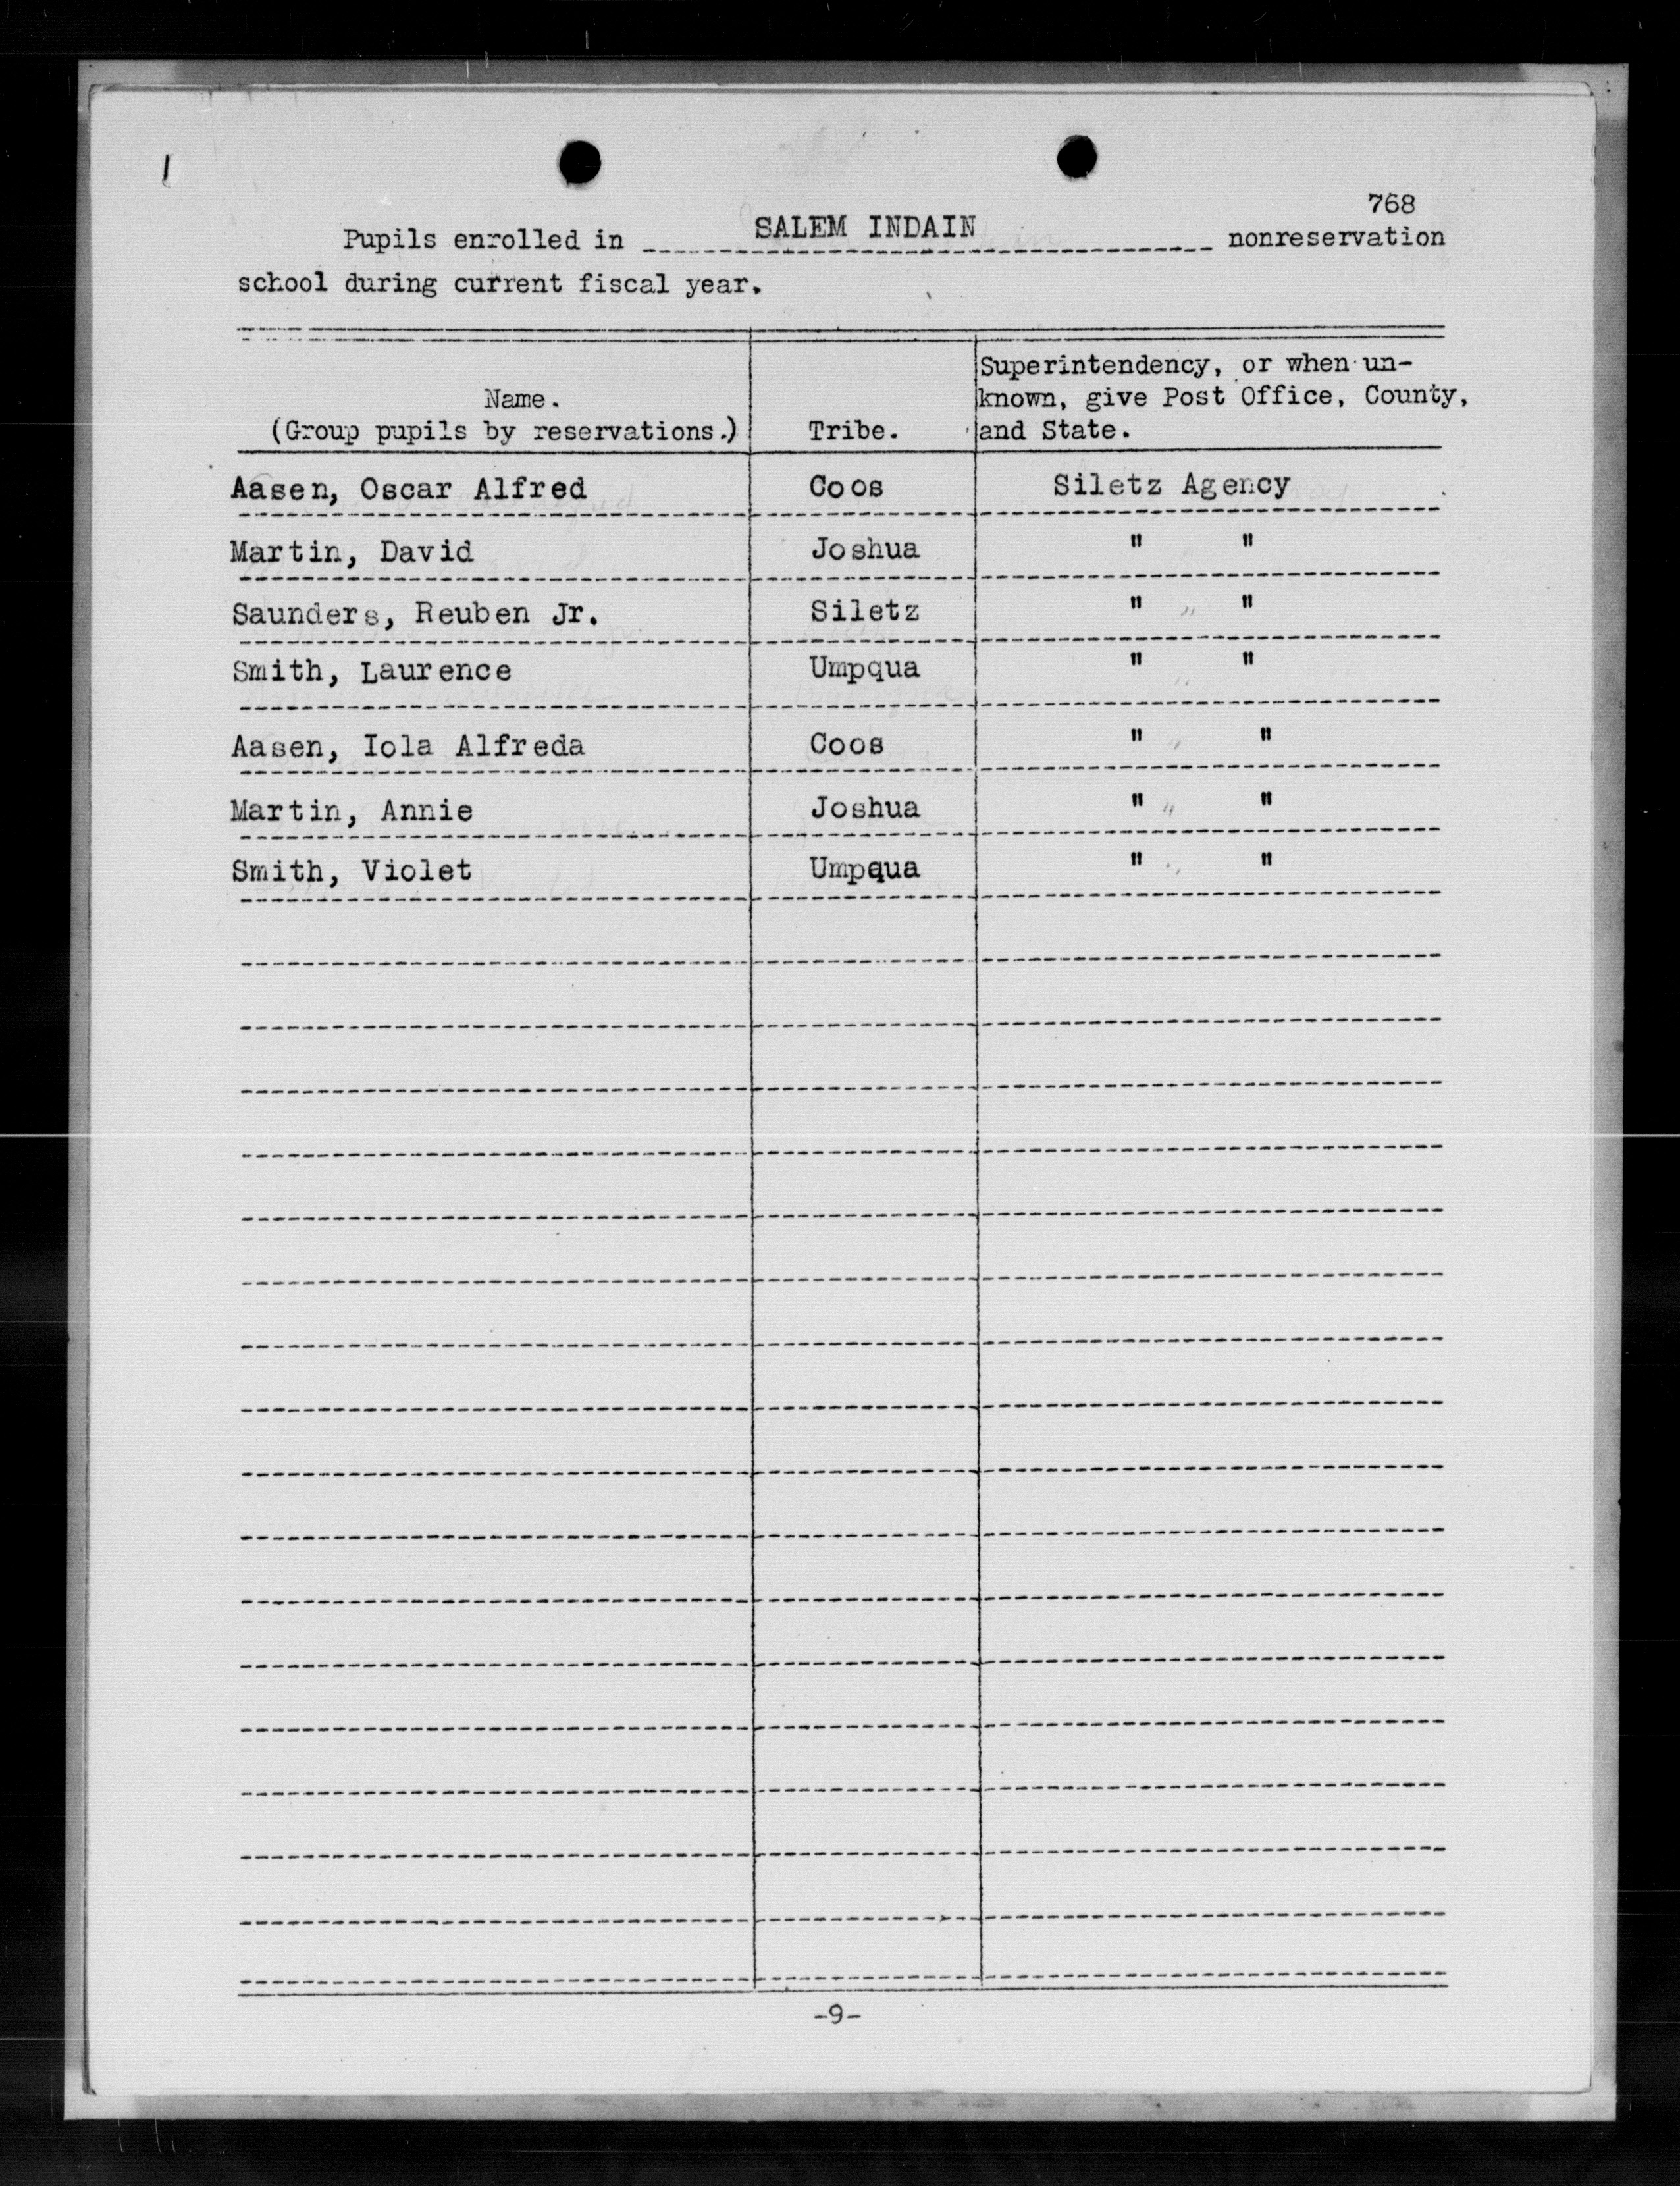 768
Pupils enrolled in SALEM INDAIN nonreservation
school during current fiscal year.
Superintendency, or when un-
Name. known, give Post Office, County,
(Group pupils by reservations.) Tribe. and State.
Aasen, Oscar Alfred Coos Siletz Agency
Martin, David Joshua " "
Saunders, Reuben Jr. Siletz " "
Smith, Laurence Umpqua " "
Aasen, Iola Alfreda Coos " "
Martin, Annie Joshua " "
Smith, Violet Umpqua " "
-9-